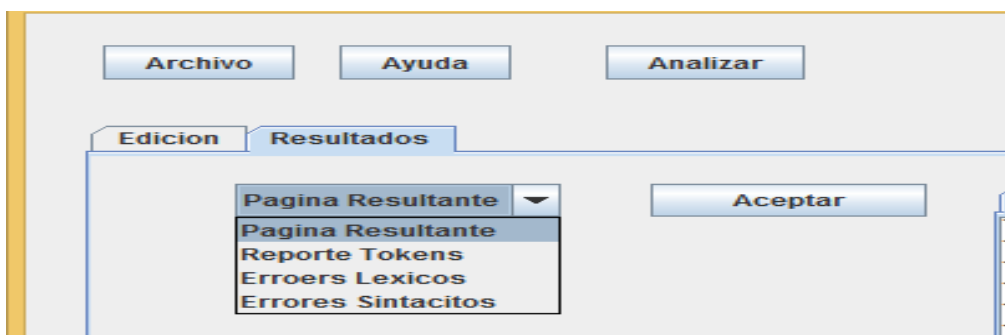 Archivo Ayuda Analizar
Edicion Resultados
Pagina Resultante Aceptar
Pagina Resultante
Reporte Tokens
Erroers Lexicos
Errores Sintacitos